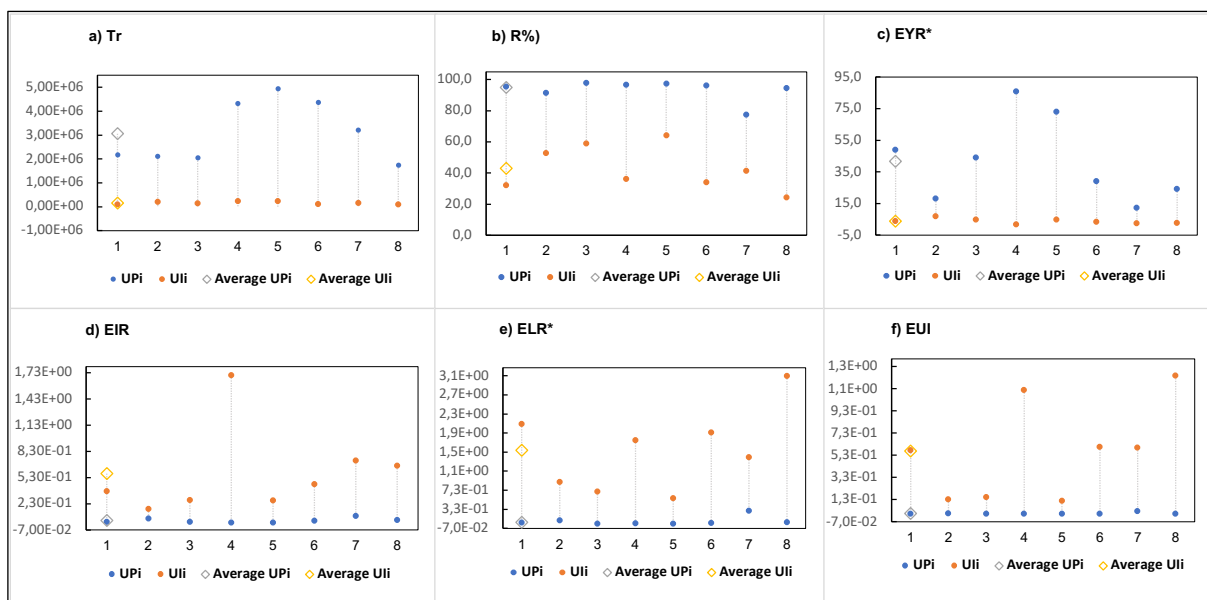 a) Tr
5,00E+06
4,00E+06
3,00E+06
2,00E+06
1,00E+06
0,00E+00
-1,00E+06
1 2 3 4 5 6 7 8
UPi UIi Average UPi Average UIi
b) R%)
100,0
80,0
60,0
40,0
20,0
0,0
1 2 3 4 5 6 7 8
UPi UIi Average UPi Average UIi
c) EYR*
95,0
75,0
55,0
35,0
15,0
-5,0
1 2 3 4 5 6 7 8
UPi UIi Average UPi Average UIi
d) EIR
1,73E+00
1,43E+00
1,13E+00
8,30E-01
5,30E-01
2,30E-01
-7,00E-02
1 2 3 4 5 6 7 8
UPi UIi Average UPi Average UIi
e) ELR*
3,1E+00
2,7E+00
2,3E+00
1,9E+00
1,5E+00
1,1E+00
7,3E-01
3,3E-01
-7,0E-02
1 2 3 4 5 6 7 8
UPi UIi Average UPi Average UIi
f) EUI
1,3E+00
1,1E+00
9,3E-01
7,3E-01
5,3E-01
3,3E-01
1,3E-01
-7,0E-02
1 2 3 4 5 6 7 8
UPi UIi Average UPi Average UIi